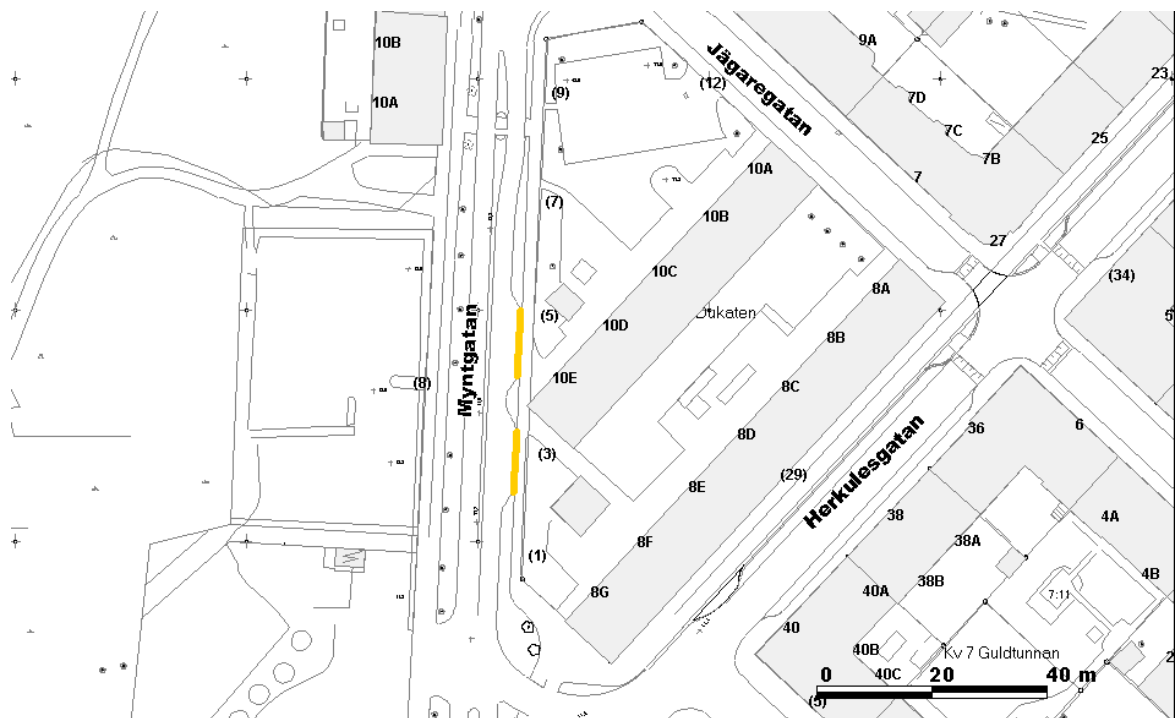 10B
10A
(9)
(12)
Jägaregatan
9A
7D
7C
7B
7
23
25
27
10A
(7)
10B
10C
(5)
10D
Dukaten
8A
(34)
Myntgatan
(8)
10E
8B
8C
8D
(3)
8E
(29)
Herkulesgatan
36
6
38
4A
8F
(1)
8G
38A
38B
40A
4B
7:11
40
40B
40C
Kv 7 Guldtunnan
0 20 40 m
(5)